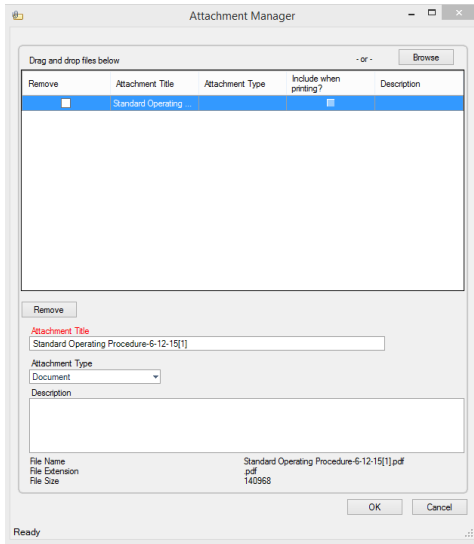 Attachment Manager
Drag and drop files below - or - Browse
Remove Attachment Title Attachment Type Include when printing? Description
Standard Operating ...
Remove
Attachment Title
Standard Operating Procedure-6-12-15[1]
Attachment Type
Document
Description
File Name Standard Operating Procedure-6-12-15[1].pdf
File Extension .pdf
File Size 140968
OK Cancel
Ready